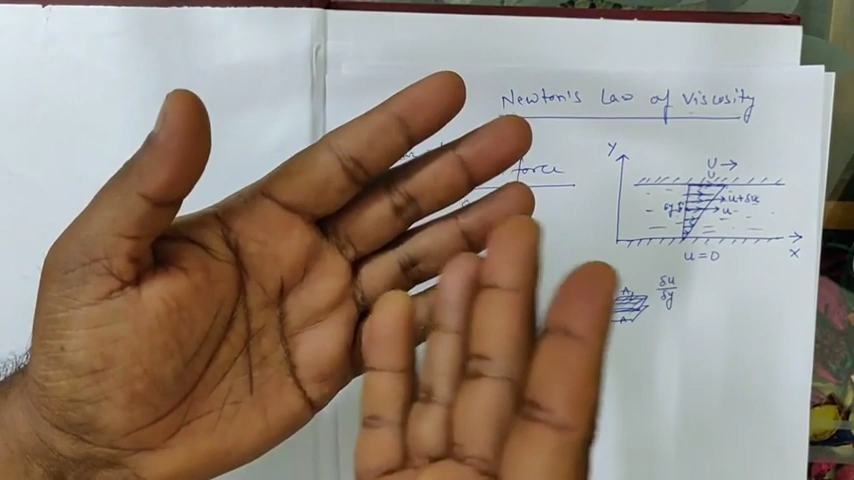 Newton's Law of Viscosity
force
Y
U →
U
u+δu
δy
u
u = 0
X
A
δu
δy
A